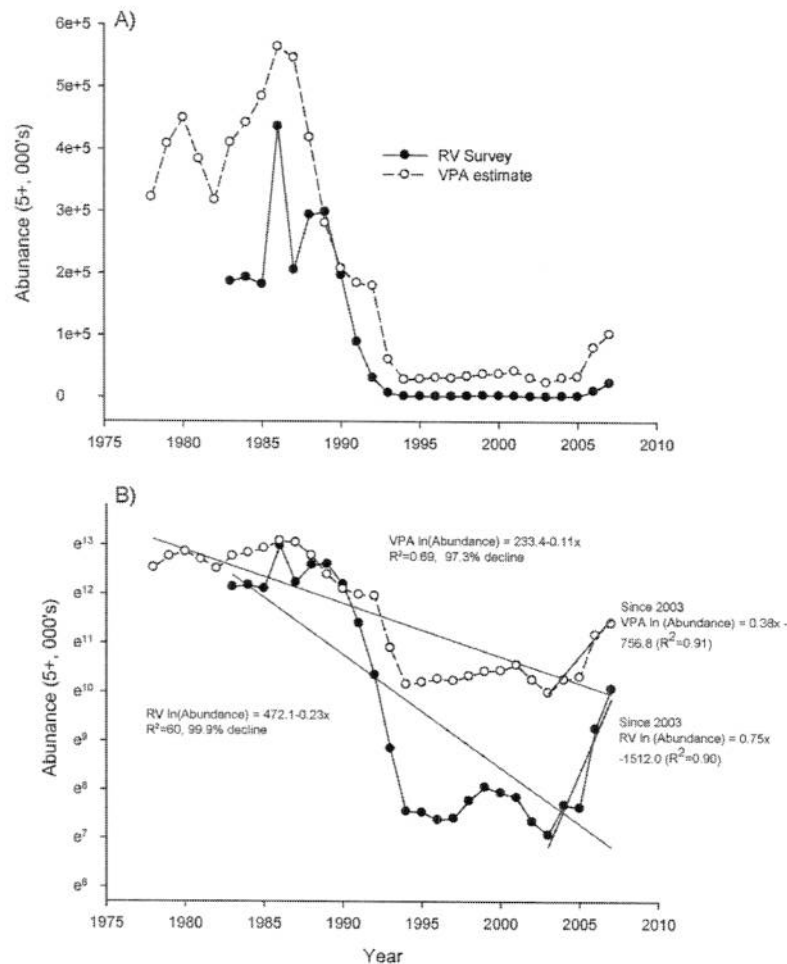 A)
6e+5
5e+5
4e+5
3e+5
2e+5
1e+5
0
Abunance (5+, 000's)
RV Survey
VPA estimate
1975 1980 1985 1990 1995 2000 2005 2010
B)
e13
e12
e11
e10
e9
e8
e7
e6
Abunance (5+, 000's)
VPA ln(Abundance) = 233.4-0.11x
R²=0.69, 97.3% decline
Since 2003
VPA ln (Abundance) = 0.38x -
756.8 (R²=0.91)
RV ln(Abundance) = 472.1-0.23x
R²=60, 99.9% decline
Since 2003
RV ln (Abundance) = 0.75x
-1512.0 (R²=0.90)
1975 1980 1985 1990 1995 2000 2005 2010
Year